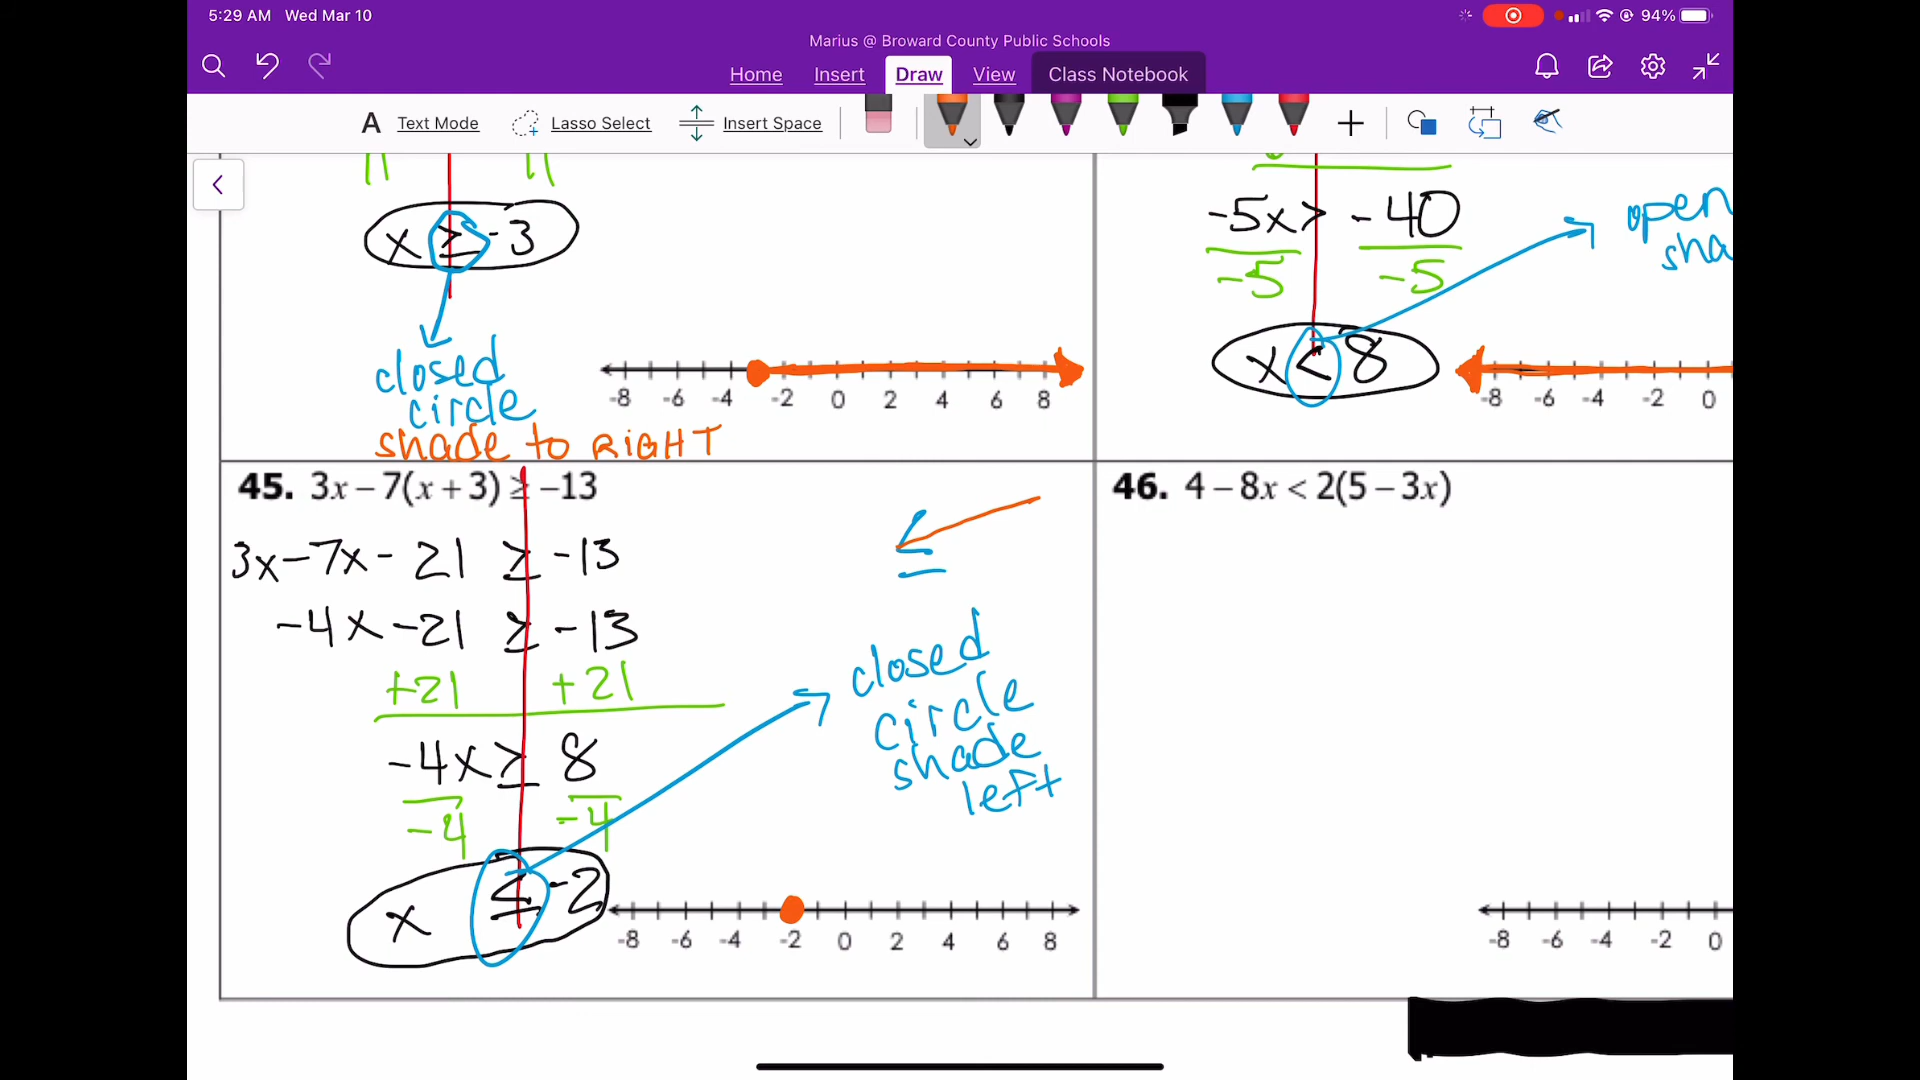 5:29 AM Wed Mar 10
94%
Marius @ Broward County Public Schools
Home Insert Draw View Class Notebook
A Text Mode Lasso Select Insert Space
11 11
x ≥ -3
closed
circle
shade to RIGHT
-8 -6 -4 -2 0 2 4 6 8
-5x > -40
-5 -5
x < 8
open
sha
-8 -6 -4 -2 0
45. 3x – 7(x + 3) ≥ –13
3x - 7x - 21 ≥ -13
-4x - 21 ≥ -13
+21 +21
-4x ≥ 8
-4 -4
x ≤ -2
≤
closed
circle
shade
left
-8 -6 -4 -2 0 2 4 6 8
46. 4 – 8x < 2(5 – 3x)
-8 -6 -4 -2 0